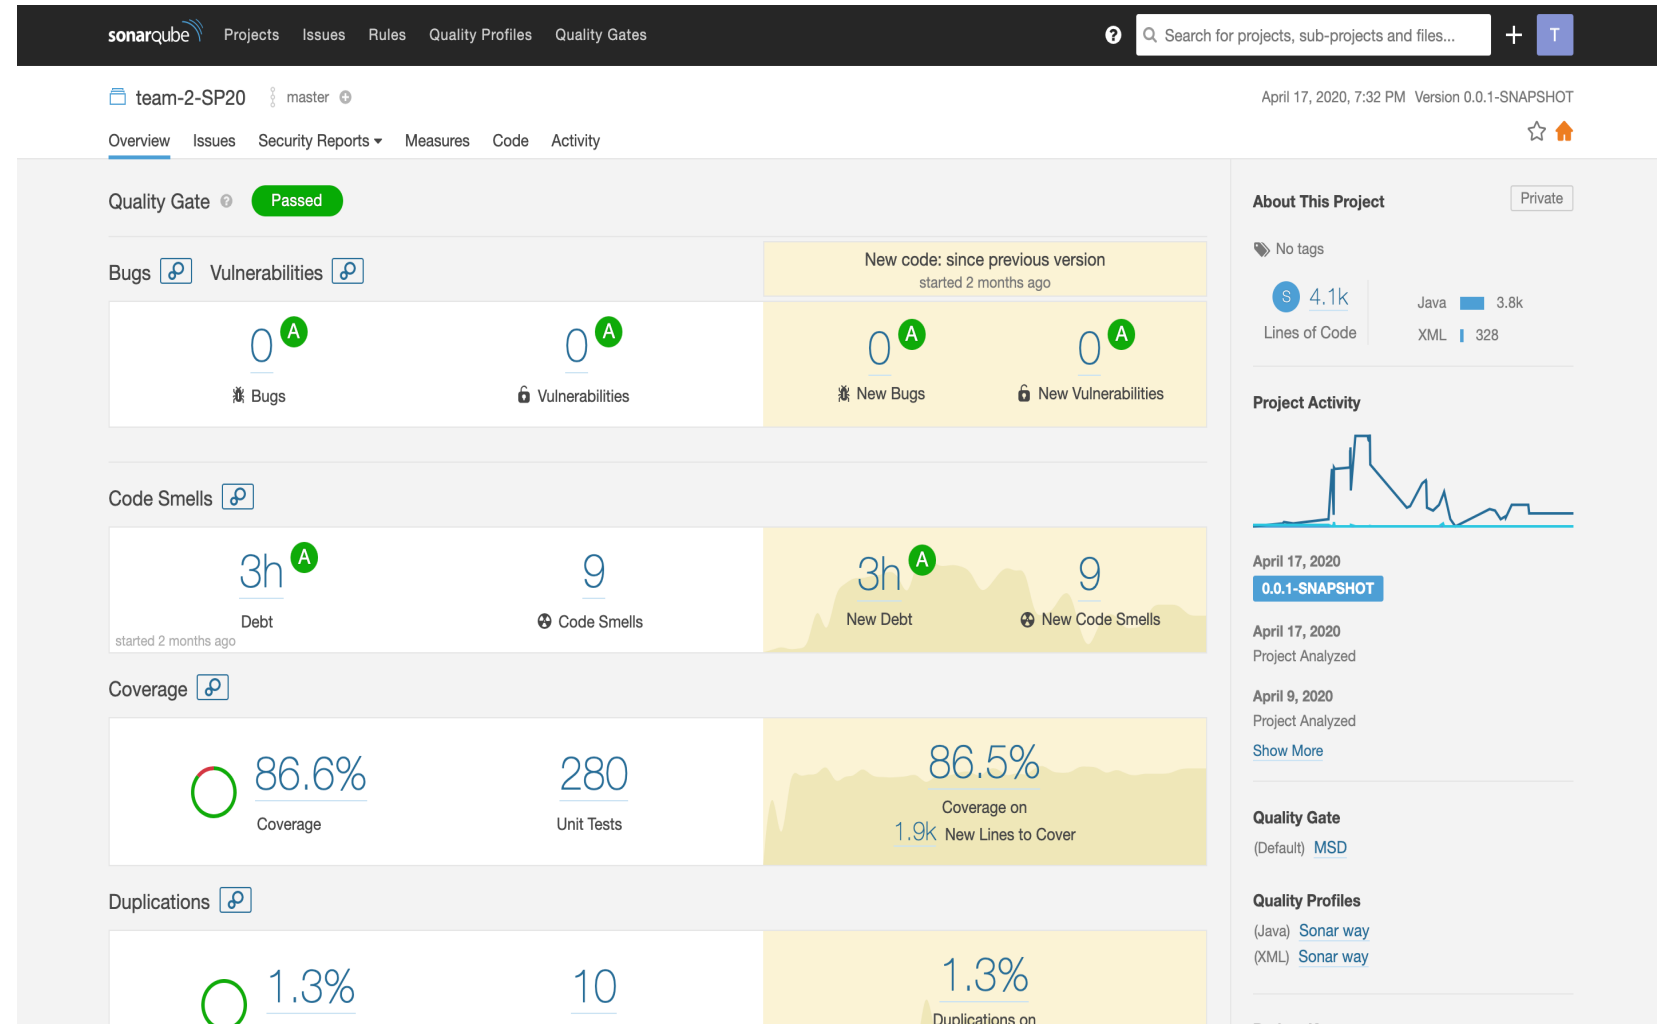 sonarqube Projects Issues Rules Quality Profiles Quality Gates ? Search for projects, sub-projects and files... + T
team-2-SP20 master
April 17, 2020, 7:32 PM Version 0.0.1-SNAPSHOT
Overview Issues Security Reports Measures Code Activity
Quality Gate ? Passed
Bugs Vulnerabilities
New code: since previous version
started 2 months ago
0 A
Bugs
0 A
Vulnerabilities
0 A
New Bugs
0 A
New Vulnerabilities
Code Smells
3h A
Debt
started 2 months ago
9
Code Smells
3h A
New Debt
9
New Code Smells
Coverage
86.6%
Coverage
280
Unit Tests
86.5%
Coverage on
1.9k New Lines to Cover
Duplications
1.3%
10
1.3%
Duplications on
About This Project Private
No tags
S 4.1k
Lines of Code
Java 3.8k
XML 328
Project Activity
April 17, 2020
0.0.1-SNAPSHOT
April 17, 2020
Project Analyzed
April 9, 2020
Project Analyzed
Show More
Quality Gate
(Default) MSD
Quality Profiles
(Java) Sonar way
(XML) Sonar way